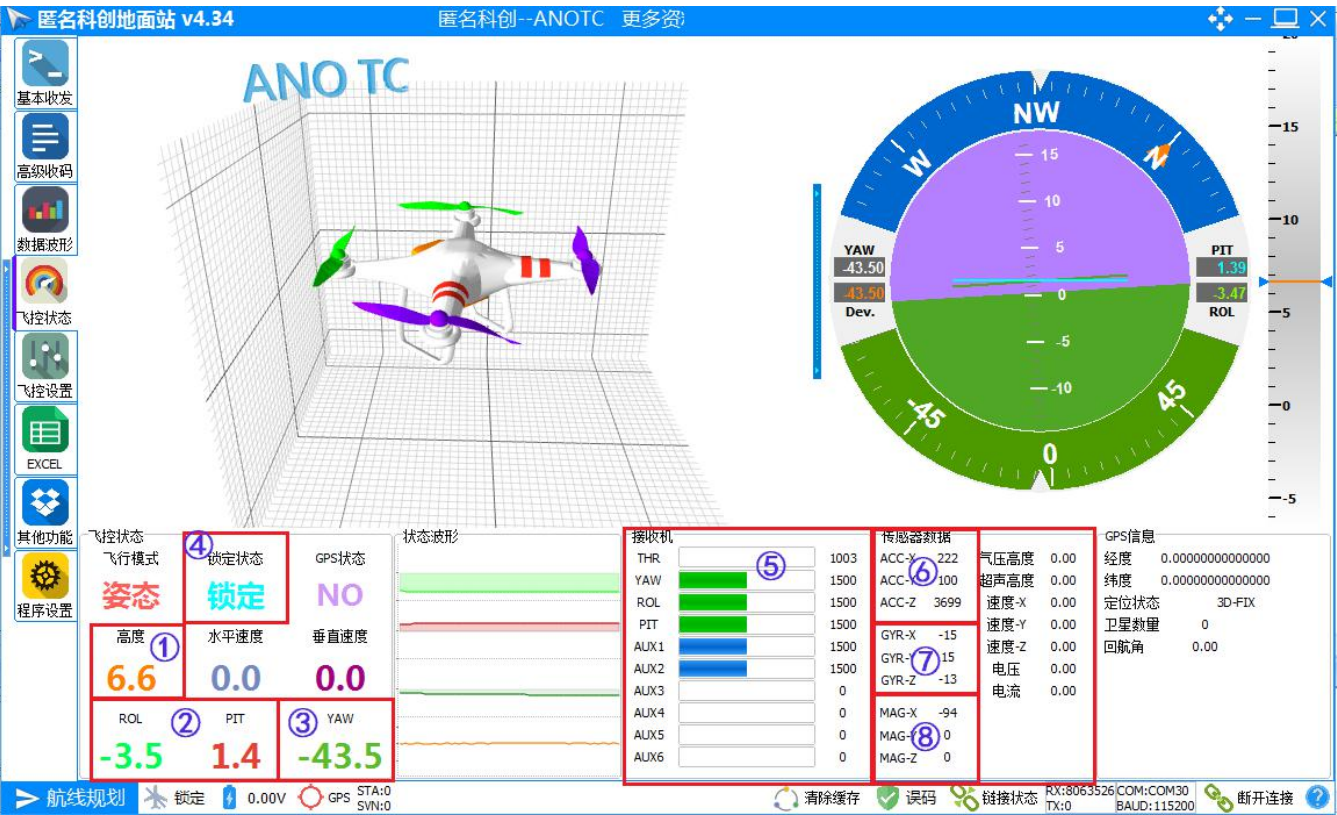 匿名科创地面站 v4.34
匿名科创--ANOTC 更多资
基本收发
高级收码
数据波形
飞控状态
飞控设置
EXCEL
其他功能
程序设置
ANO TC
NW
W
N
15
10
5
0
-5
-10
-45
0
45
YAW
-43.50
-43.50
Dev.
PIT
1.39
-3.47
ROL
15
10
5
0
-5
飞控状态
飞行模式 锁定状态 GPS状态
④
姿态 锁定 NO
高度 水平速度 垂直速度
①
6.6 0.0 0.0
ROL ② PIT ③ YAW
-3.5 1.4 -43.5
状态波形
接收机
THR 1003
⑤
YAW 1500
ROL 1500
PIT 1500
AUX1 1500
AUX2 1500
AUX3 0
AUX4 0
AUX5 0
AUX6 0
传感器数据
ACC-X 222
⑥
ACC-Y 100
ACC-Z 3699
GYR-X -15
GYR-Y 15
⑦
GYR-Z -13
MAG-X -94
MAG-Y 0
⑧
MAG-Z 0
气压高度 0.00
超声高度 0.00
速度-X 0.00
速度-Y 0.00
速度-Z 0.00
电压 0.00
电流 0.00
GPS信息
经度 0.00000000000000
纬度 0.00000000000000
定位状态 3D-FIX
卫星数量 0
回航角 0.00
航线规划 锁定 0.00V GPS STA:0
SVN:0
清除缓存 误码 链接状态 RX:8063526 COM:COM30 断开连接
TX:0 BAUD:115200